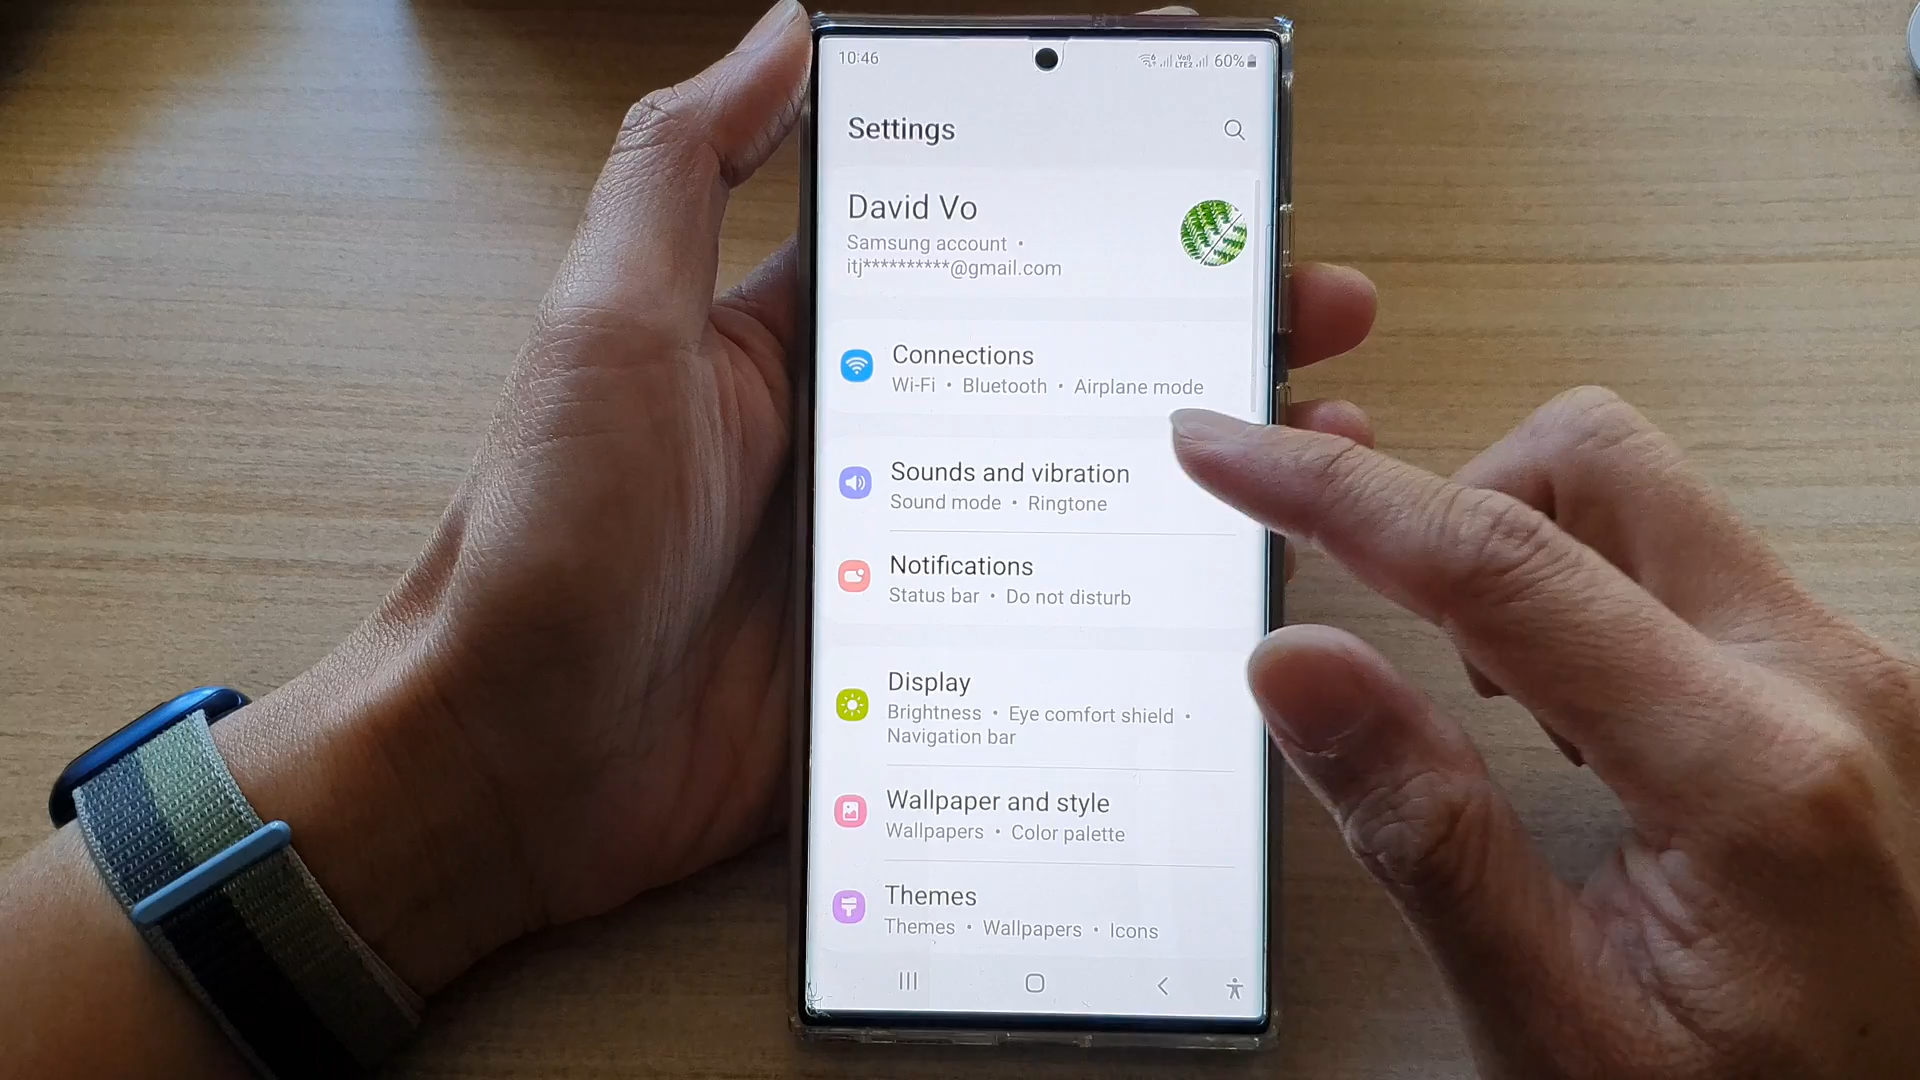 10:46
60%
Settings
David Vo
Samsung account •
itj**********@gmail.com
Connections
Wi-Fi • Bluetooth • Airplane mode
Sounds and vibration
Sound mode • Ringtone
Notifications
Status bar • Do not disturb
Display
Brightness • Eye comfort shield •
Navigation bar
Wallpaper and style
Wallpapers • Color palette
Themes
Themes • Wallpapers • Icons